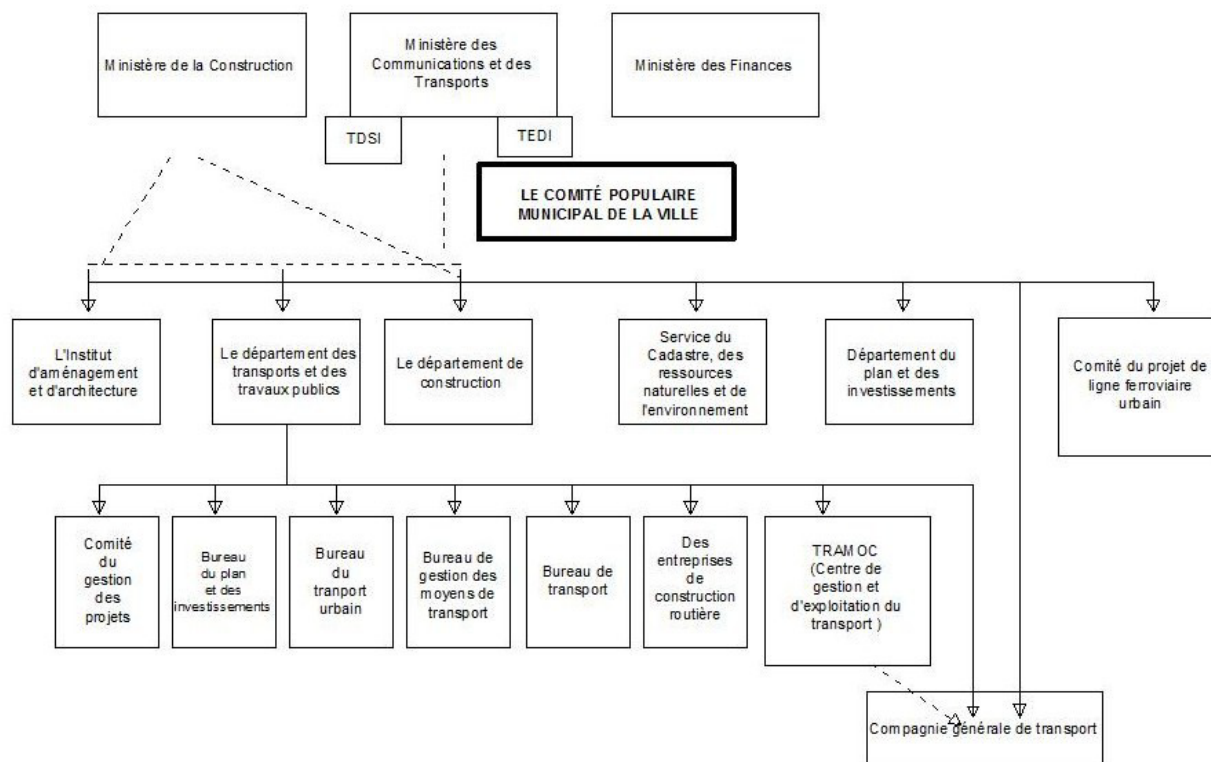 Ministère de la Construction
Ministère des
Communications et des
Transports
Ministère des Finances
TDSI
TEDI
LE COMITÉ POPULAIRE
MUNICIPAL DE LA VILLE
L'Institut
d'aménagement
et d'architecture
Le département des
transports et des
travaux publics
Le département de
construction
Service du
Cadastre, des
ressources
naturelles et de
l'environnement
Département du
plan et des
investissements
Comité du projet de
ligne ferroviaire
urbain
Comité
du
gestion
des
projets
Bureau
du plan
et des
investissements
Bureau
du
tranport
urbain
Bureau de
gestion des
moyens de
transport
Bureau de
transport
Des
entreprises
de
construction
routière
TRAMOC
(Centre de
gestion et
d'exploitation du
transport )
Compagnie générale de transport